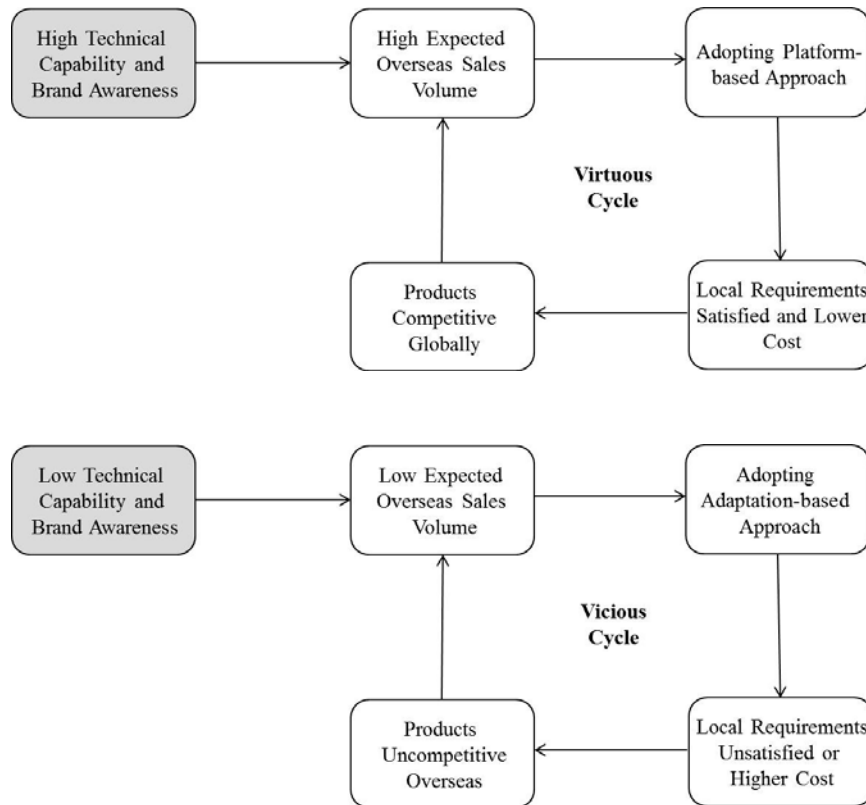 High Technical
Capability and
Brand Awareness
High Expected
Overseas Sales
Volume
Adopting Platform-
based Approach
Virtuous
Cycle
Products
Competitive
Globally
Local Requirements
Satisfied and Lower
Cost
Low Technical
Capability and
Brand Awareness
Low Expected
Overseas Sales
Volume
Adopting
Adaptation-based
Approach
Vicious
Cycle
Products
Uncompetitive
Overseas
Local Requirements
Unsatisfied or
Higher Cost